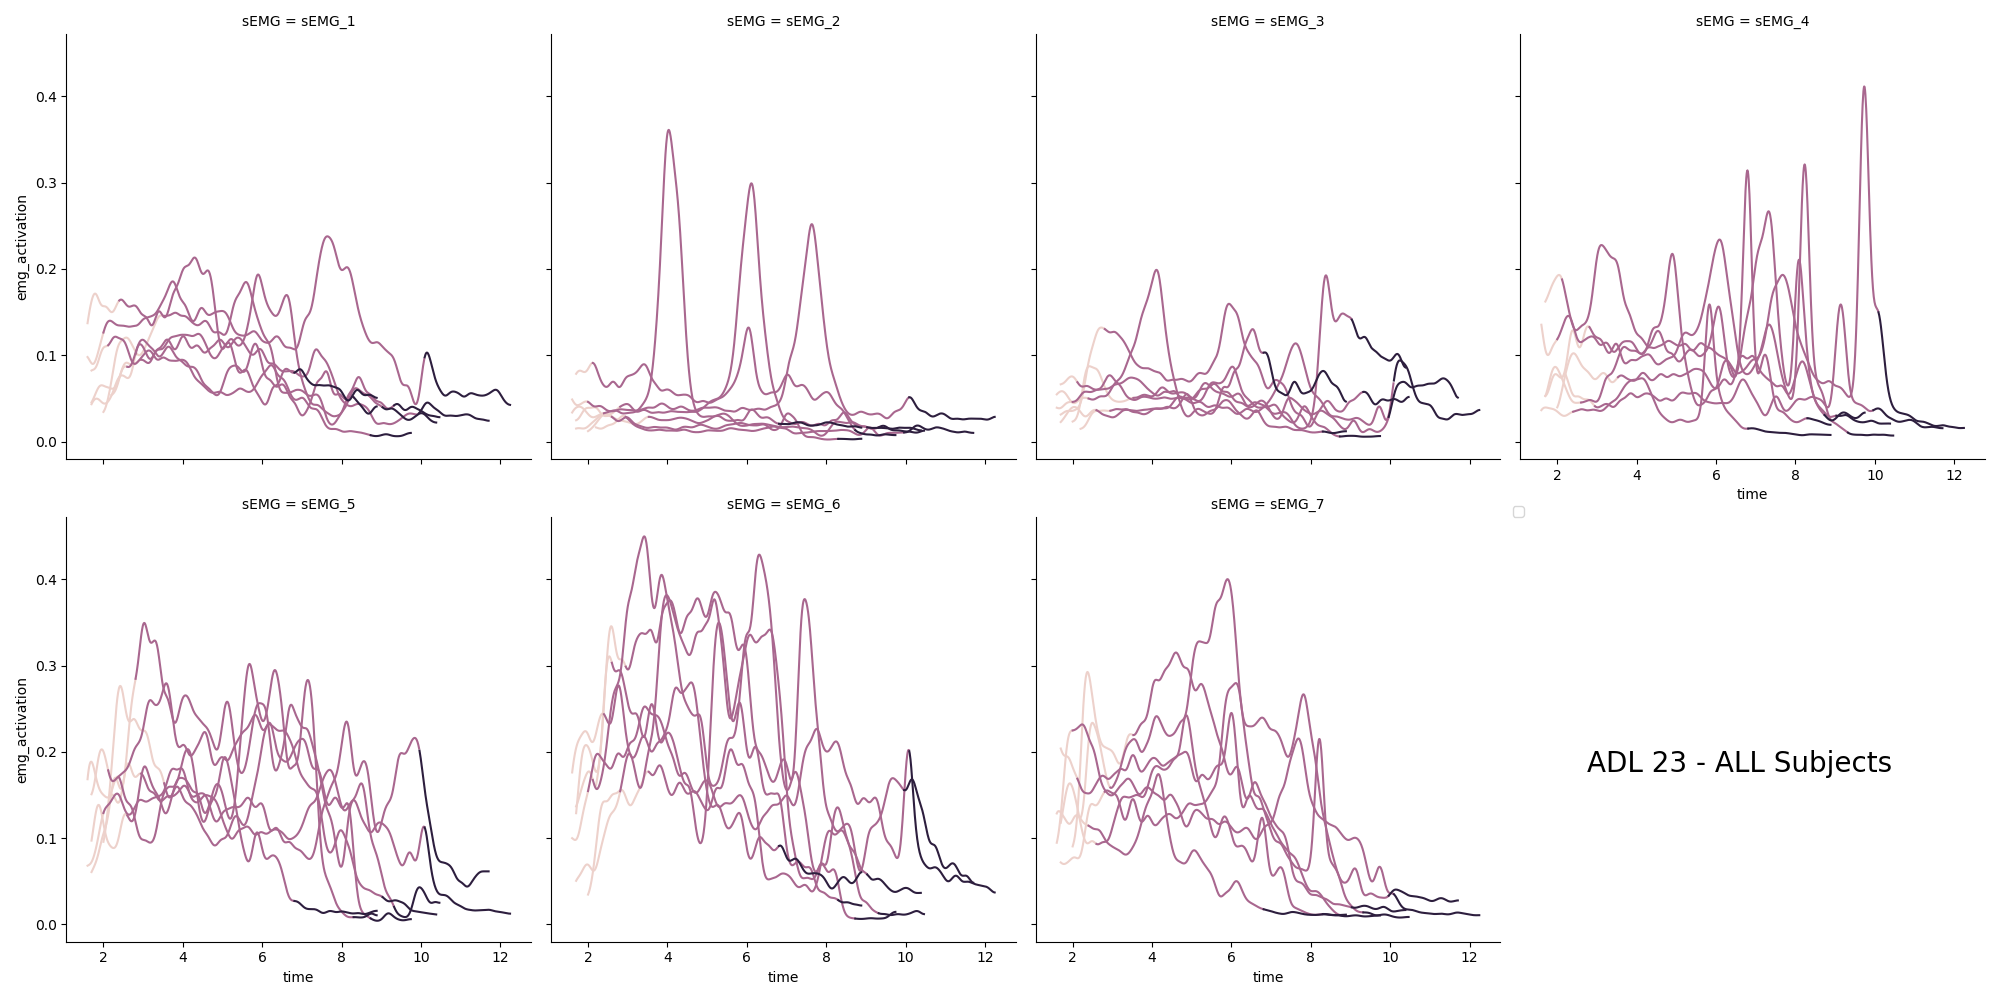 sEMG = sEMG_1
sEMG = sEMG_2
sEMG = sEMG_3
sEMG = sEMG_4
emg_activation
0.4
0.3
0.2
0.1
0.0
2 4 6 8 10 12
time
sEMG = sEMG_5
sEMG = sEMG_6
sEMG = sEMG_7
emg_activation
0.4
0.3
0.2
0.1
0.0
2 4 6 8 10 12
time
2 4 6 8 10 12
time
2 4 6 8 10 12
time
ADL 23 - ALL Subjects